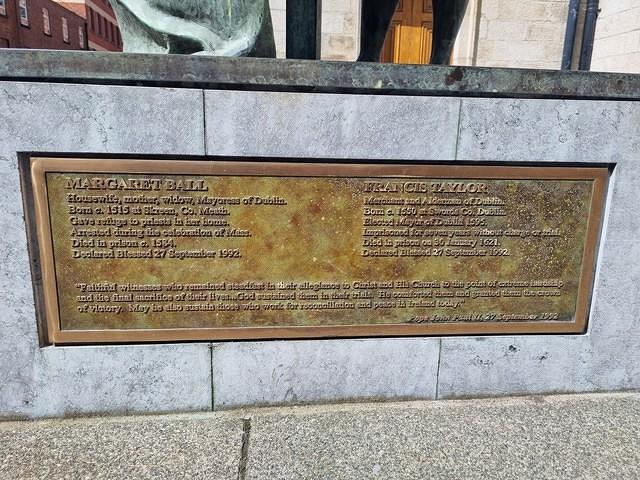 MARGARET BALL
Housewife, mother, widow, Mayoress of Dublin.
Born c. 1515 at Skreen, Co. Meath.
Gave refuge to priests in her home.
Arrested during the celebration of Mass.
Died in prison c. 1584.
Declared Blessed 27 September 1992.
FRANCIS TAYLOR
Merchant and Alderman of Dublin.
Born c. 1550 at Swords Co. Dublin.
Elected Mayor of Dublin 1595.
Imprisoned for seven years without charge or trial.
Died in prison on 30 January 1621.
Declared Blessed 27 September 1992.
"Faithful witnesses who remained steadfast in their allegiance to Christ and His Church to the point of extreme hardship
and the final sacrifice of their lives...God sustained them in their trials. He comforted them and granted them the crown
of victory. May he also sustain those who work for reconciliation and peace in Ireland today."
Pope John Paul II, 27 September 1992